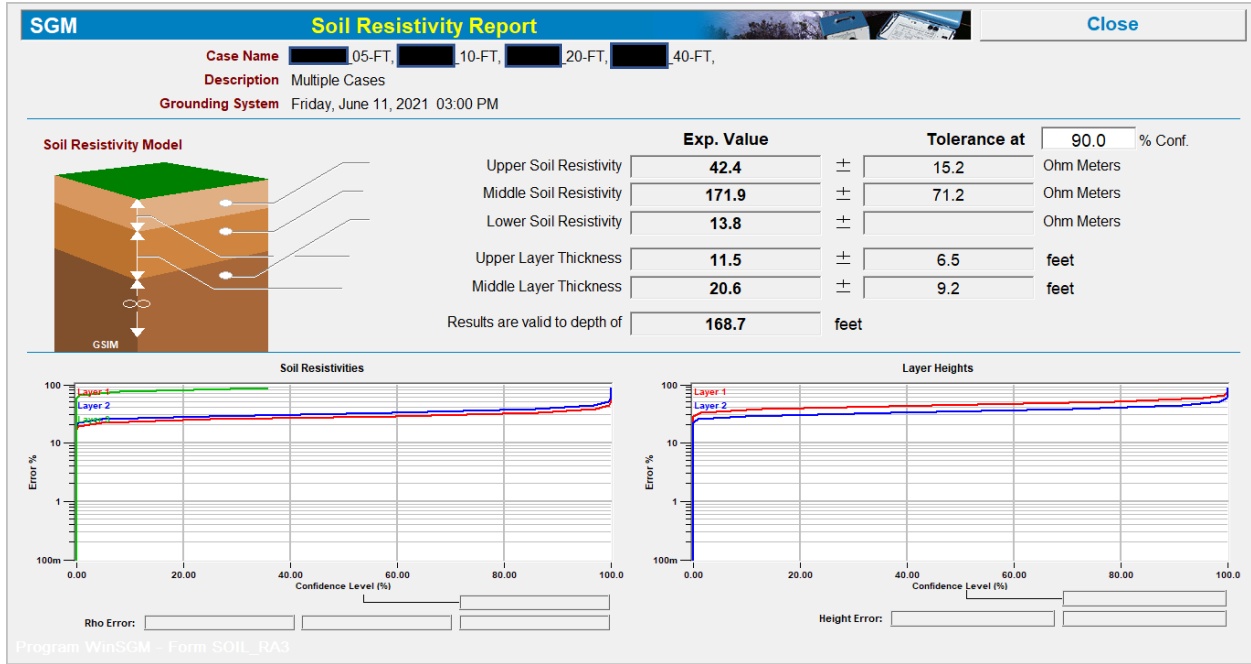 SGM Soil Resistivity Report Close
Case Name _05-FT, _10-FT, _20-FT, _40-FT,
Description Multiple Cases
Grounding System Friday, June 11, 2021 03:00 PM
Soil Resistivity Model
Exp. Value Tolerance at 90.0 % Conf.
Upper Soil Resistivity 42.4 ± 15.2 Ohm Meters
Middle Soil Resistivity 171.9 ± 71.2 Ohm Meters
Lower Soil Resistivity 13.8 ± Ohm Meters
Upper Layer Thickness 11.5 ± 6.5 feet
Middle Layer Thickness 20.6 ± 9.2 feet
Results are valid to depth of 168.7 feet
∞
GSIM
Soil Resistivities
100
10
1
100m
Error %
Layer 1
Layer 2
0.00 20.00 40.00 60.00 80.00 100.0
Confidence Level (%)
Rho Error:
Layer Heights
100
10
1
100m
Error %
Layer 1
Layer 2
0.00 20.00 40.00 60.00 80.00 100.0
Confidence Level (%)
Height Error:
Program WinSGM - Form SOIL_RA3